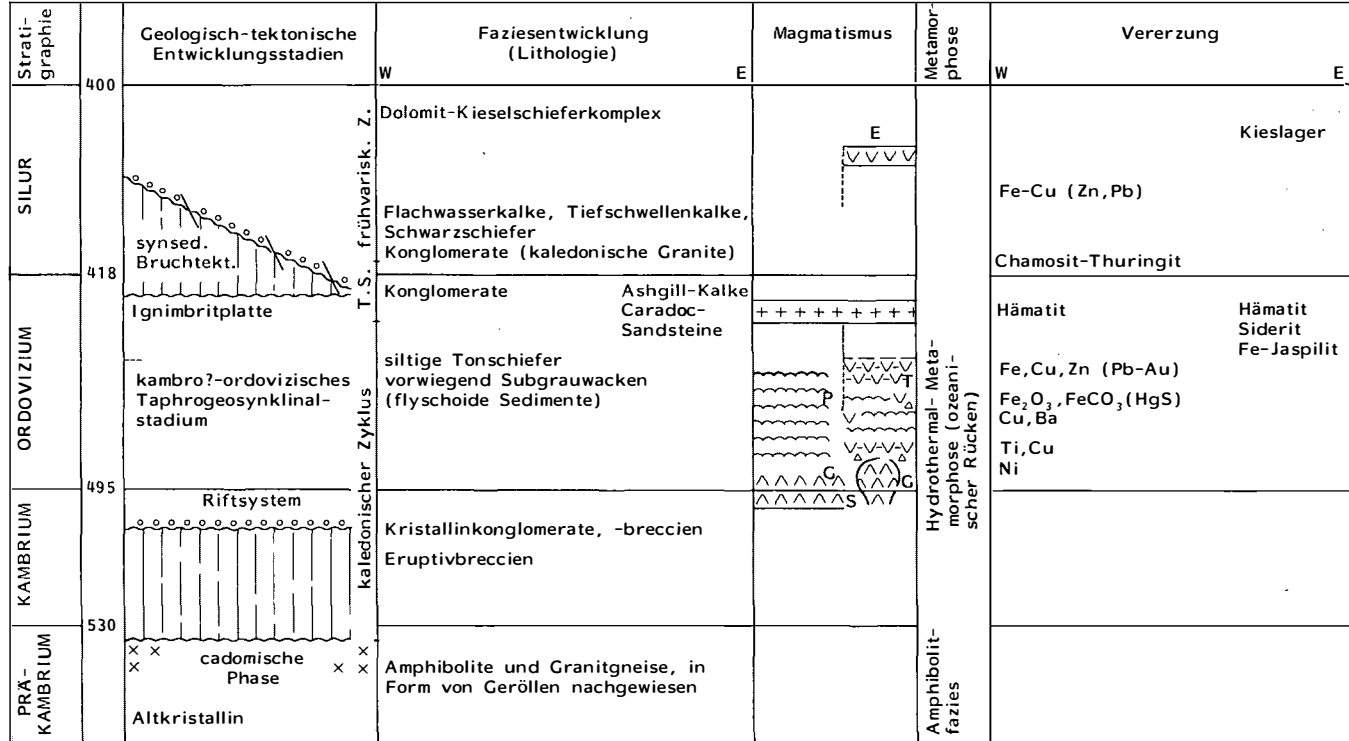 Strati-
graphie
Geologisch-tektonische
Entwicklungsstadien
Faziesentwicklung
(Lithologie)
W E
Magmatismus
Metamor-
phose
Vererzung
W E
400
SILUR
synsed.
Bruchtekt.
T.S. frühvarisk. Z.
Dolomit-Kieselschieferkomplex
Flachwasserkalke, Tiefschwellenkalke,
Schwarzschiefer
Konglomerate (kaledonische Granite)
E
Kieslager
Fe-Cu (Zn,Pb)
Chamosit-Thuringit
418
ORDOVIZIUM
Ignimbritplatte
kambro?-ordovizisches
Taphrogeosynklinal-
stadium
kaledonischer Zyklus
Konglomerate Ashgill-Kalke
Caradoc-
Sandsteine
siltige Tonschiefer
vorwiegend Subgrauwacken
(flyschoide Sedimente)
T
P
G G
S
Hydrothermal-Meta-
morphose (ozeani-
scher Rücken)
Hämatit Hämatit
Siderit
Fe-Jaspilit
Fe,Cu,Zn (Pb-Au)
Fe₂O₃,FeCO₃(HgS)
Cu,Ba
Ti,Cu
Ni
495
KAMBRIUM
Riftsystem
Kristallinkonglomerate, -breccien
Eruptivbreccien
530
PRÄ-
KAMBRIUM
cadomische
Phase
Altkristallin
Amphibolite und Granitgneise, in
Form von Geröllen nachgewiesen
Amphibolit-
fazies